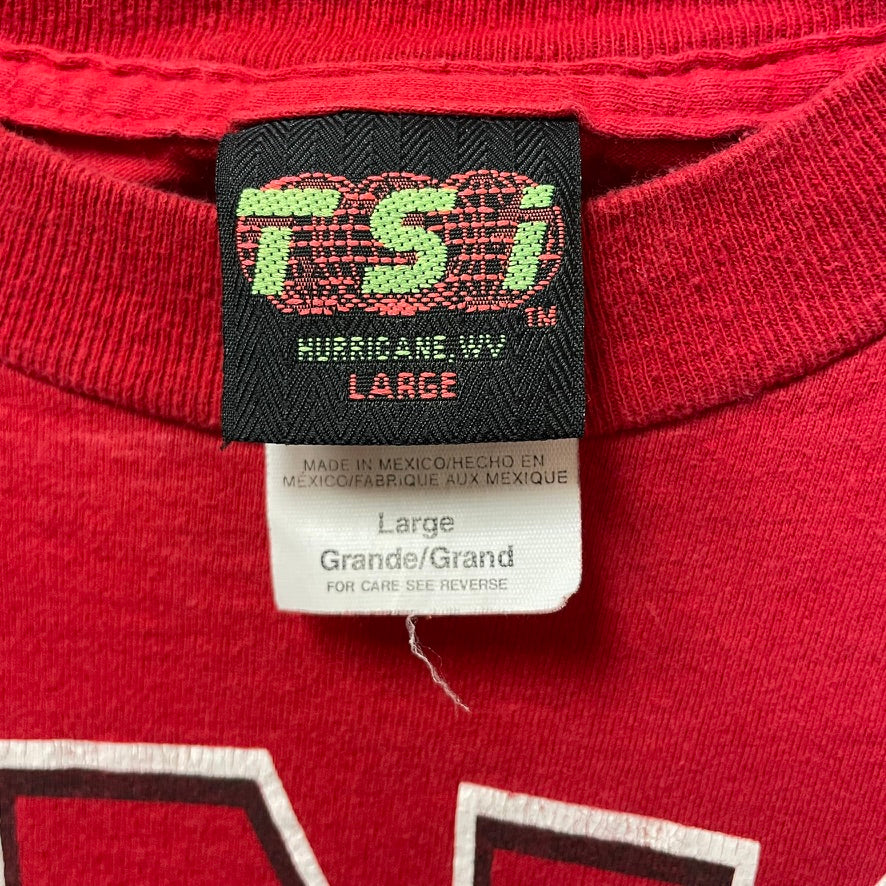 TSi
TM
HURRICANE, WV
LARGE
MADE IN MEXICO/HECHO EN
MÉXICO/FABRIQUE AUX MEXIQUE
Large
Grande/Grand
FOR CARE SEE REVERSE